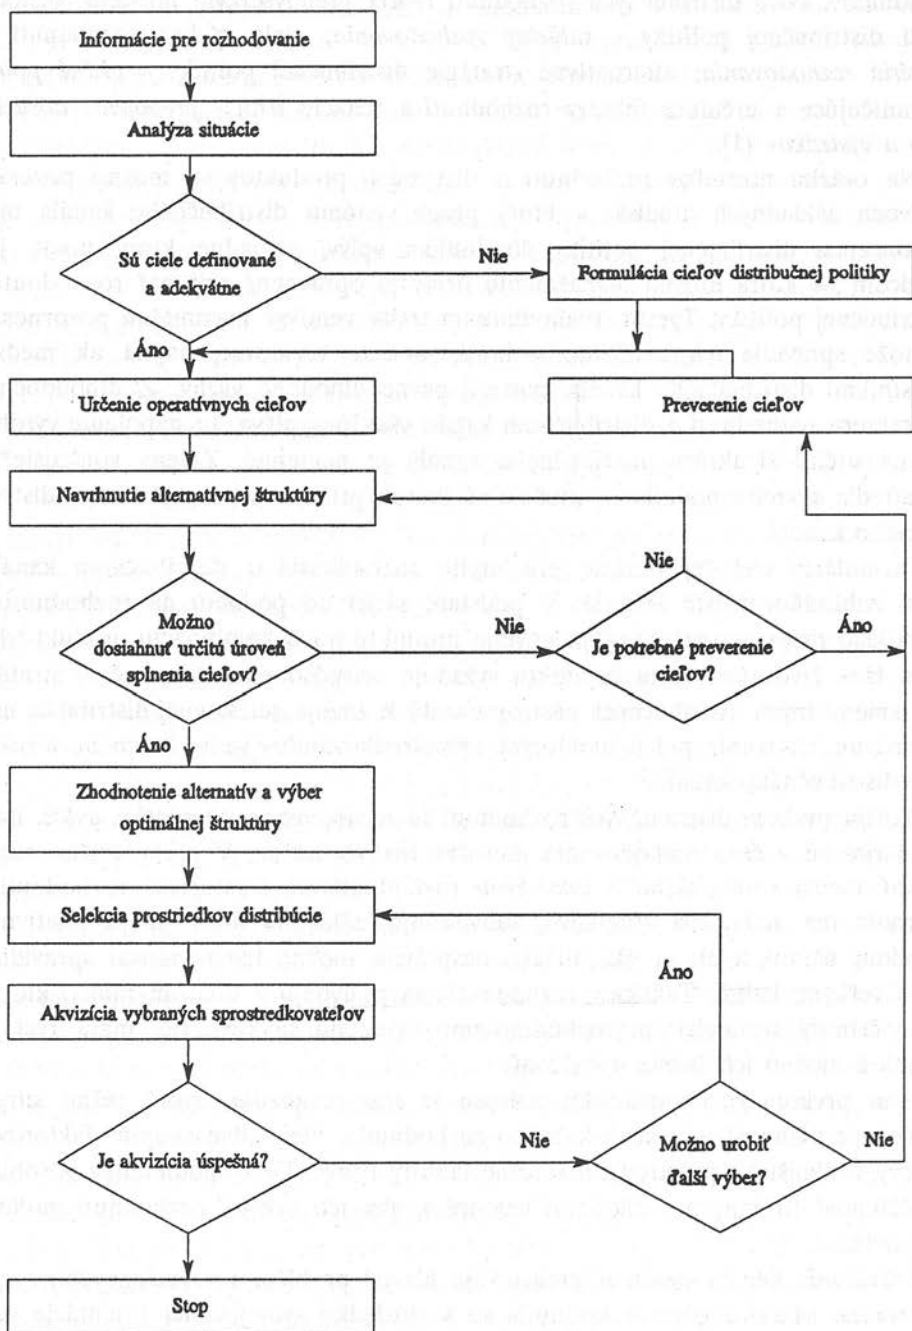 Informácie pre rozhodovanie
Analýza situácie
Sú ciele definované
a adekvátne
Nie
Formulácia cieľov distribučnej politiky
Áno
Určenie operatívnych cieľov
Preverenie cieľov
Navrhnutie alternatívnej štruktúry
Nie
Možno
dosiahnuť určitú úroveň
splnenia cieľov?
Nie
Je potrebné preverenie
cieľov?
Áno
Áno
Zhodnotenie alternatív a výber
optimálnej štruktúry
Selekcia prostriedkov distribúcie
Áno
Akvizícia vybraných sprostredkovateľov
Je akvizícia úspešná?
Nie
Možno urobiť
ďalší výber?
Nie
Áno
Stop